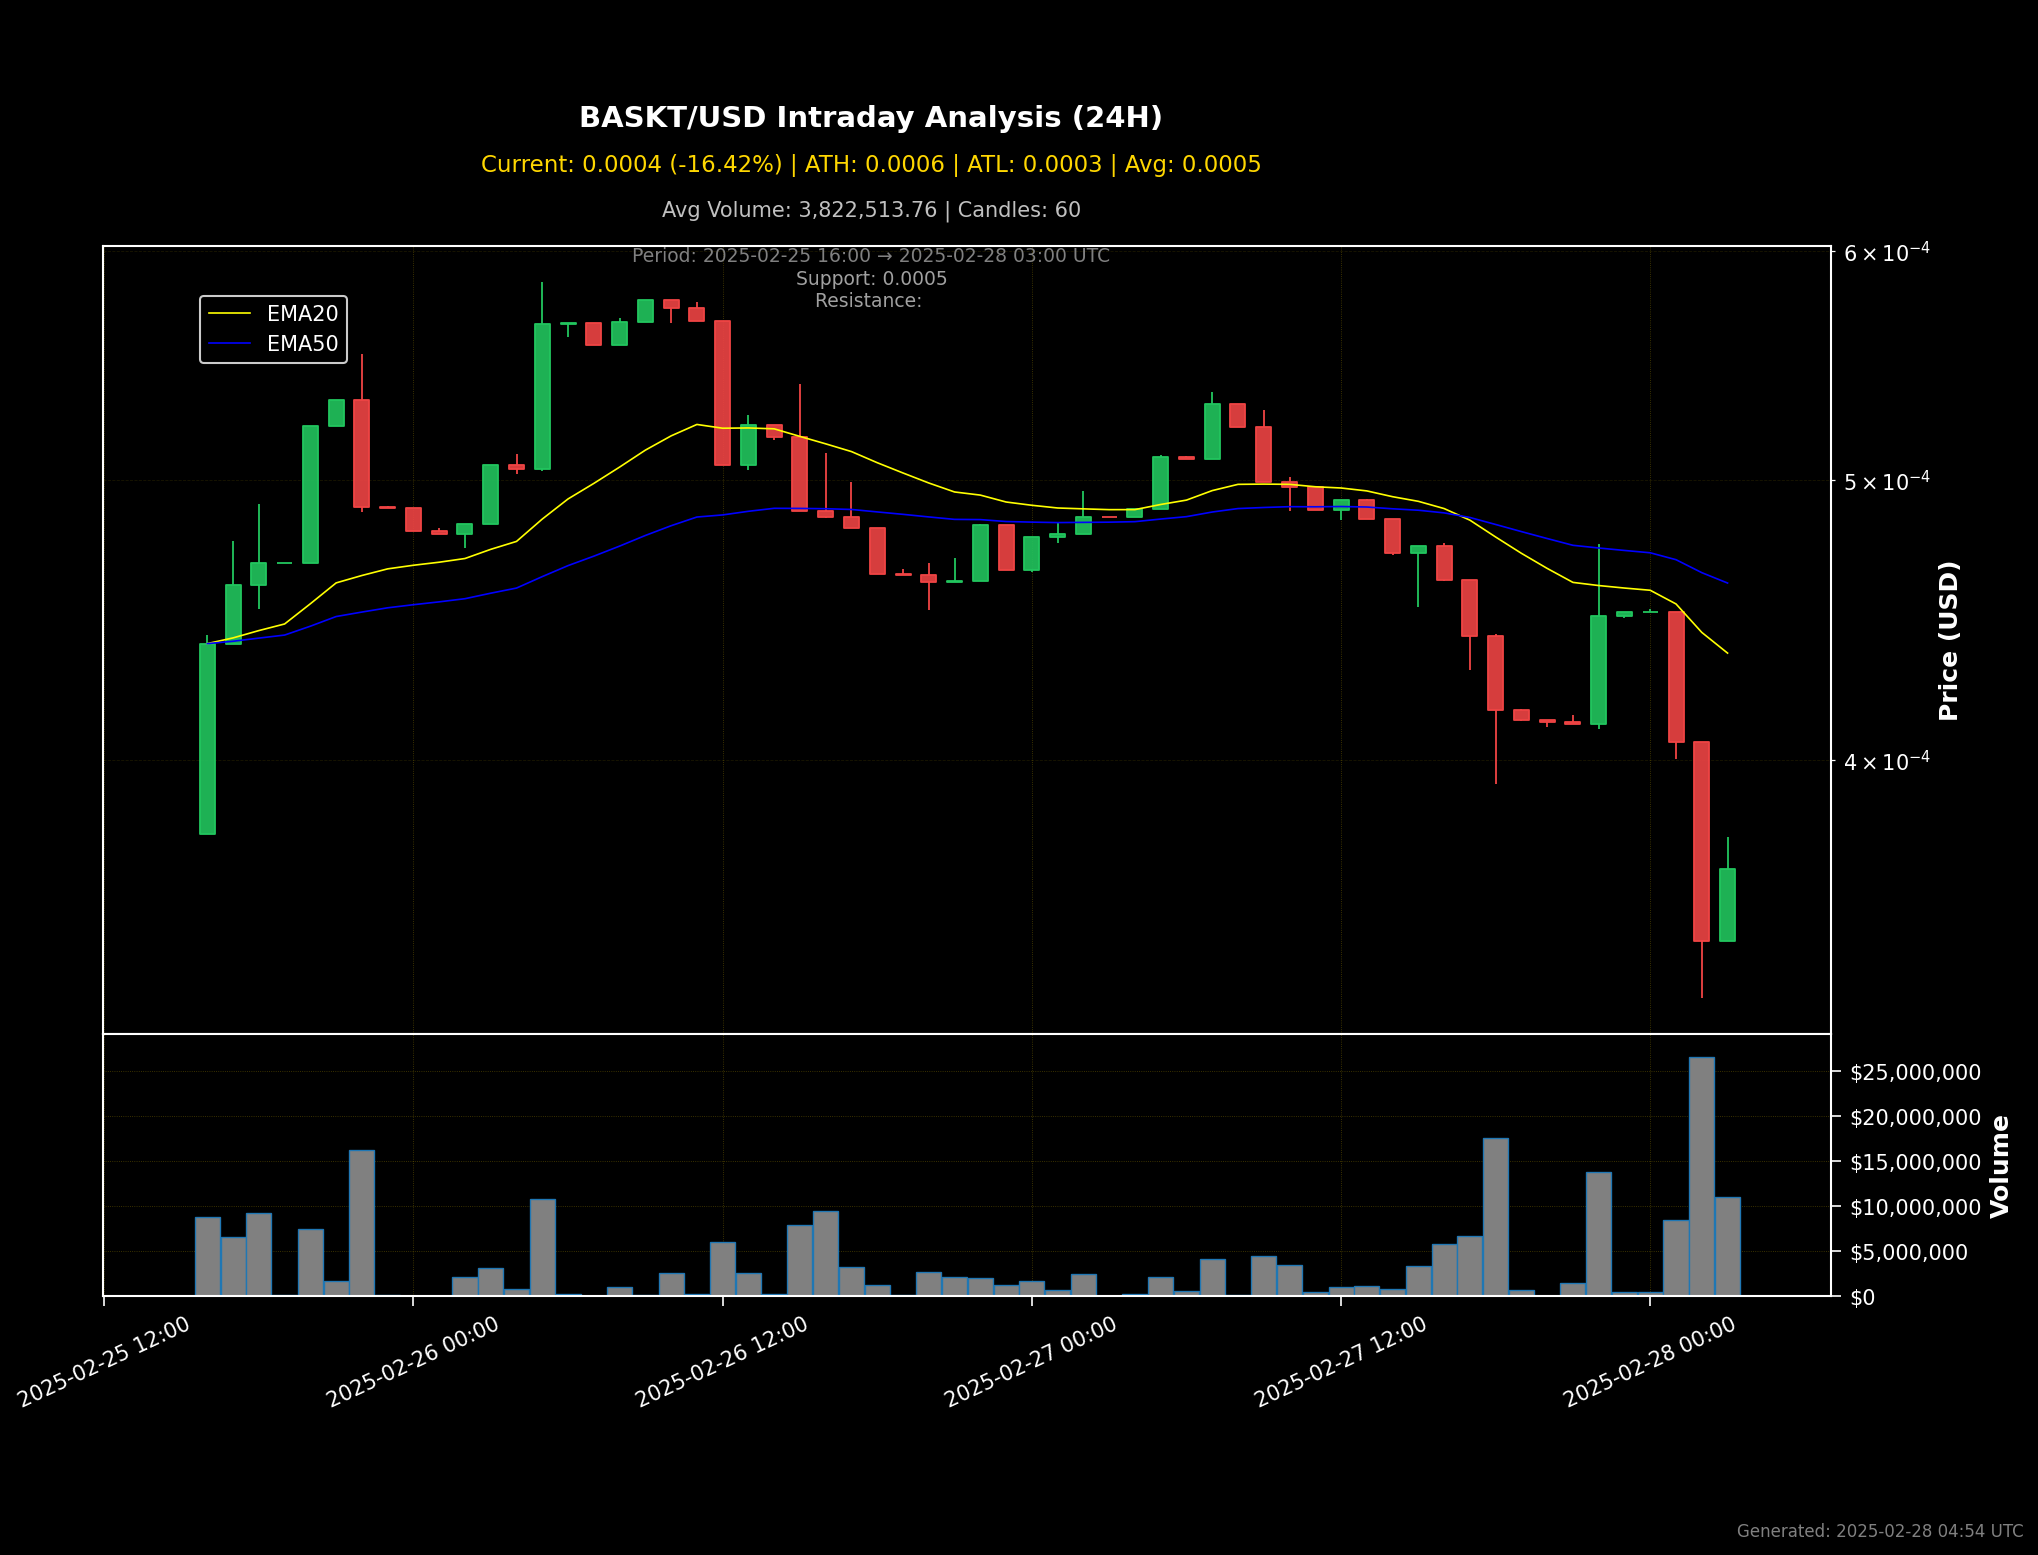 BASKT/USD Intraday Analysis (24H)
Current: 0.0004 (-16.42%) | ATH: 0.0006 | ATL: 0.0003 | Avg: 0.0005
Avg Volume: 3,822,513.76 | Candles: 60
Period: 2025-02-25 16:00 → 2025-02-28 03:00 UTC
Support: 0.0005
Resistance:
EMA20
EMA50
6 × 10⁻⁴
5 × 10⁻⁴
4 × 10⁻⁴
Price (USD)
$25,000,000
$20,000,000
$15,000,000
$10,000,000
$5,000,000
$0
Volume
2025-02-25 12:00
2025-02-26 00:00
2025-02-26 12:00
2025-02-27 00:00
2025-02-27 12:00
2025-02-28 00:00
Generated: 2025-02-28 04:54 UTC